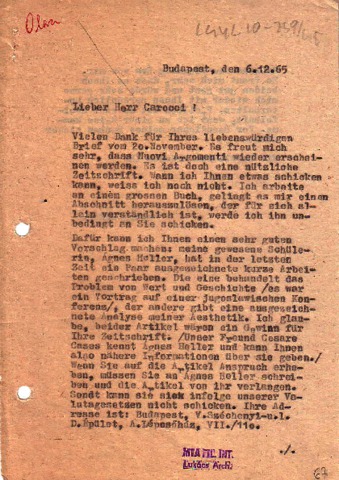 Olasz
Budapest, den 6.12.65
Lieber Herr Carocci !
Vielen Dank für Ihren liebenswürdigen
Brief vom 20.November. Es freut mich
sehr, dass Nuovi Argomenti wieder erschei-
nen werden. Es ist doch eine nützliche
Zeitschrift. Wann ich Ihnen etwas schicken
kann, weiss ich noch nicht. Ich arbeite
an einem grossen Buch, gelingt es mir einen
Abschnitt herauszulösen, der für sich al-
lein verständlich ist, werde ich ihn un-
bedingt an Sie schicken.
Dafür kann ich Ihnen einen sehr guten
Vorschlag machen: meine gewesene Schüle-
rin, Agnes Heller, hat in der letzten
Zeit ein Paar ausgezeichnete kurze Arbei-
ten geschrieben. Die eine behandelt das
Problem von Wert und Geschichte /es war
ein Vortrag auf einer jugoslawischen Kon-
ferenz/, der andere gibt eine ausgezeich-
nete Analyse meiner Aesthetik. Ich glau-
be, beider Artikel wären ein Gewinn für
Ihre Zeitschrift. /Unser Freund Cesare
Cases kennt Agnes Heller und kann Ihnen
also nähere Informationen über sie geben./
Wenn Sie auf die Artikel Anspruch erhe-
ben, müssen Sie an Agnes Heller schrei-
ben und die Artikel von ihr verlangen.
Sondt kann sie sie infolge unserer Va-
lutagesetzen nicht schicken. Ihre Ad-
resse ist: Budapest, V.Széchenyi-u.1.
D.Épület, A.Lépcsőház, VII./11o.
./.
MTA FIL. INT.
Lukács Arch.